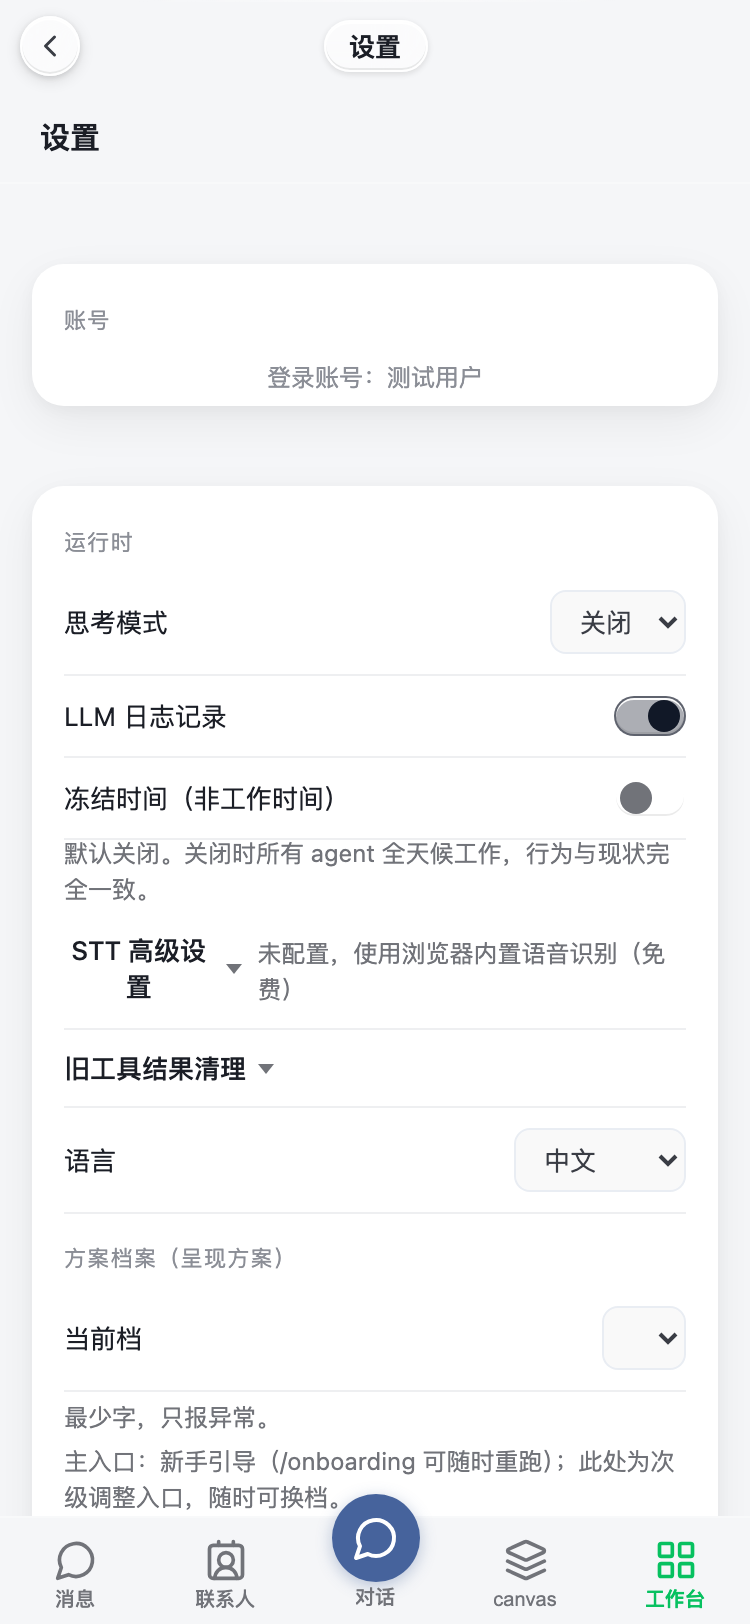 设置
设置
账号
登录账号：测试用户
运行时
思考模式
关闭
LLM 日志记录
冻结时间（非工作时间）
默认关闭。关闭时所有 agent 全天候工作，行为与现状完
全一致。
STT 高级设
置
未配置，使用浏览器内置语音识别（免
费）
旧工具结果清理
语言
中文
方案档案（呈现方案）
当前档
最少字，只报异常。
主入口：新手引导（/onboarding 可随时重跑）；此处为次
级调整入口，随时可换档。
消息
联系人
对话
canvas
工作台